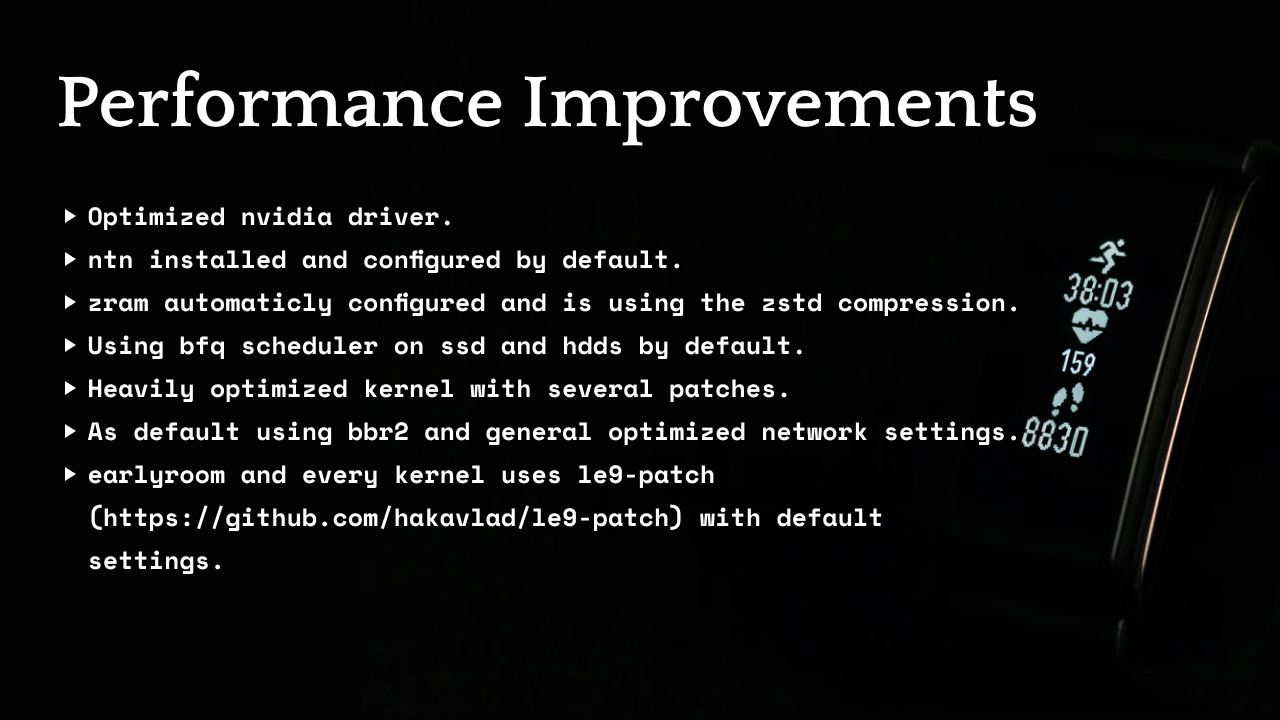 Performance Improvements
Optimized nvidia driver.
ntn installed and configured by default.
zram automaticly configured and is using the zstd compression.
Using bfq scheduler on ssd and hdds by default.
Heavily optimized kernel with several patches.
As default using bbr2 and general optimized network settings.
earlyroom and every kernel uses le9-patch
(https://github.com/hakavlad/le9-patch) with default
settings.
38:03
159
8830